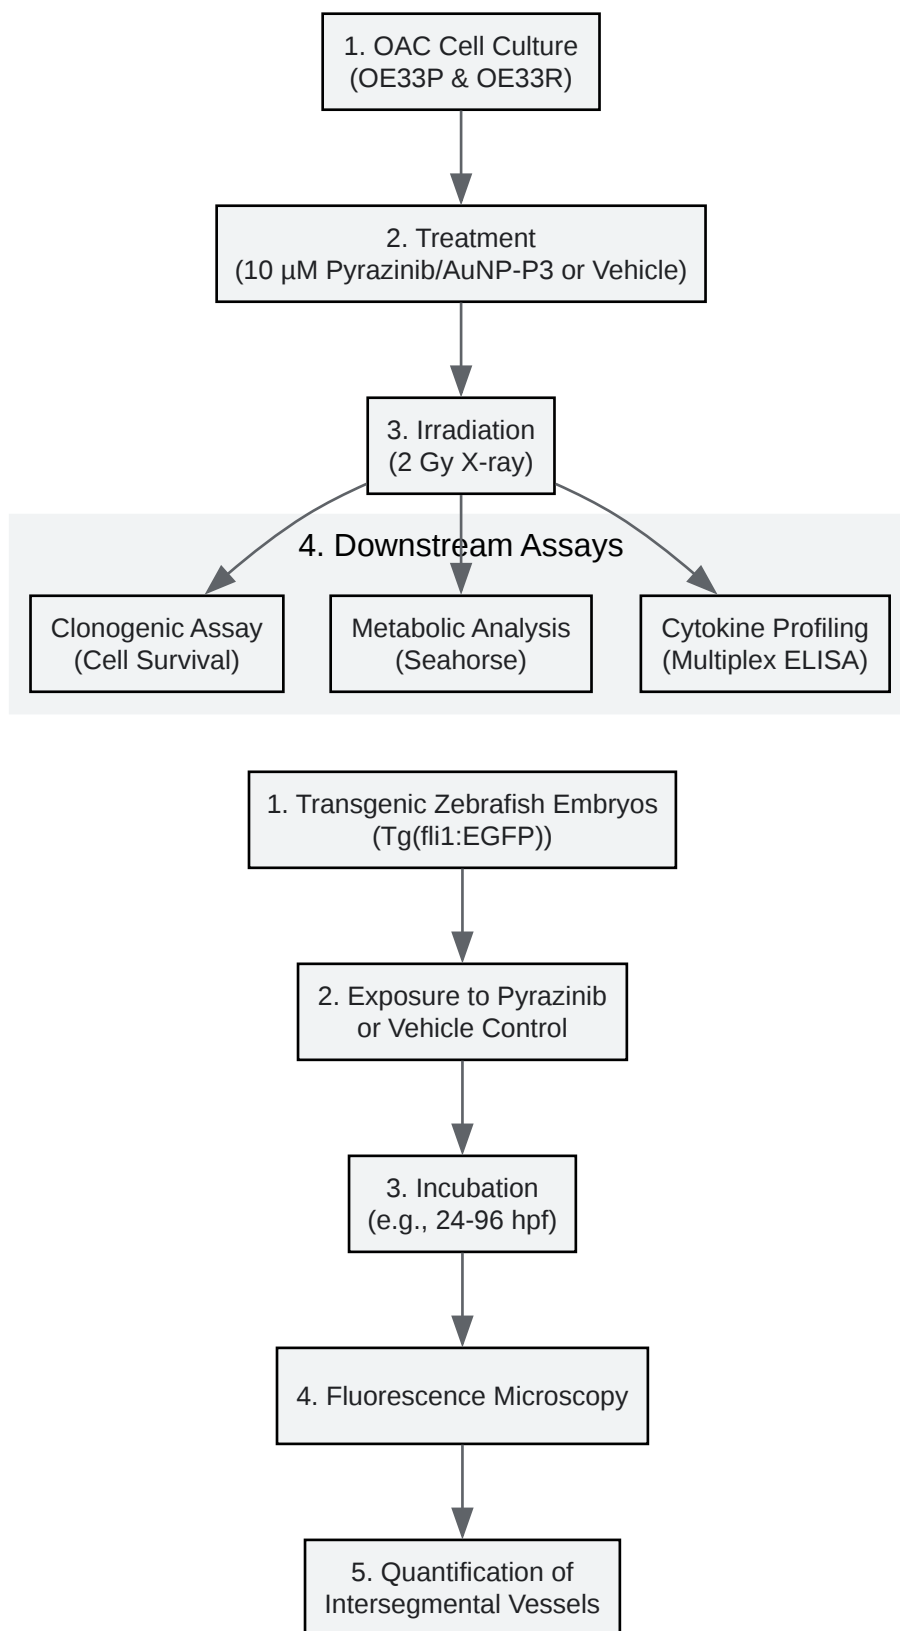 1. OAC Cell Culture
(OE33P & OE33R)
2. Treatment
(10 µM Pyrazinib/AuNP-P3 or Vehicle)
3. Irradiation
(2 Gy X-ray)
4. Downstream Assays
Clonogenic Assay
(Cell Survival)
Metabolic Analysis
(Seahorse)
Cytokine Profiling
(Multiplex ELISA)
1. Transgenic Zebrafish Embryos
(Tg(fli1:EGFP))
2. Exposure to Pyrazinib
or Vehicle Control
3. Incubation
(e.g., 24-96 hpf)
4. Fluorescence Microscopy
5. Quantification of
Intersegmental Vessels